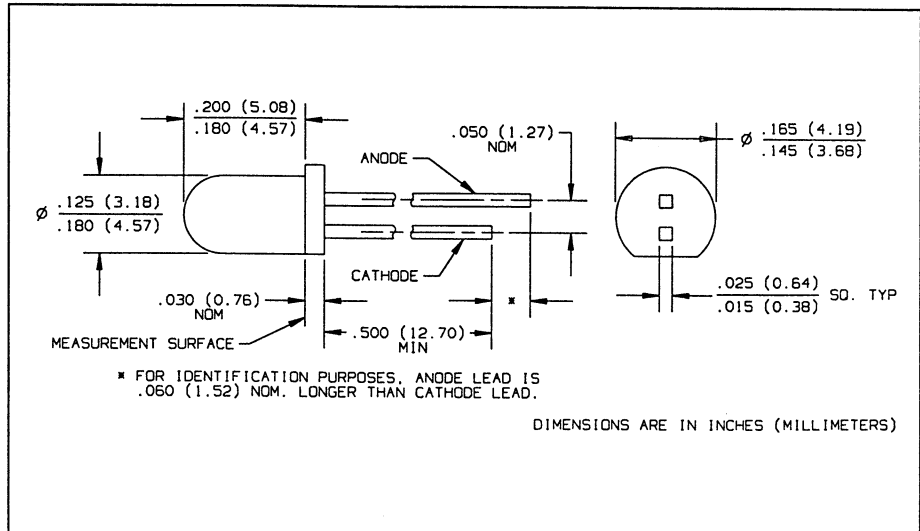 .200 (5.08)
.180 (4.57)
.050 (1.27)
NOM
ANODE
ø .165 (4.19)
.145 (3.68)
ø .125 (3.18)
.180 (4.57)
CATHODE
.030 (0.76)
NOM
*
.025 (0.64)
.015 (0.38) SQ. TYP
.500 (12.70)
MIN
MEASUREMENT SURFACE
* FOR IDENTIFICATION PURPOSES, ANODE LEAD IS
.060 (1.52) NOM. LONGER THAN CATHODE LEAD.
DIMENSIONS ARE IN INCHES (MILLIMETERS)